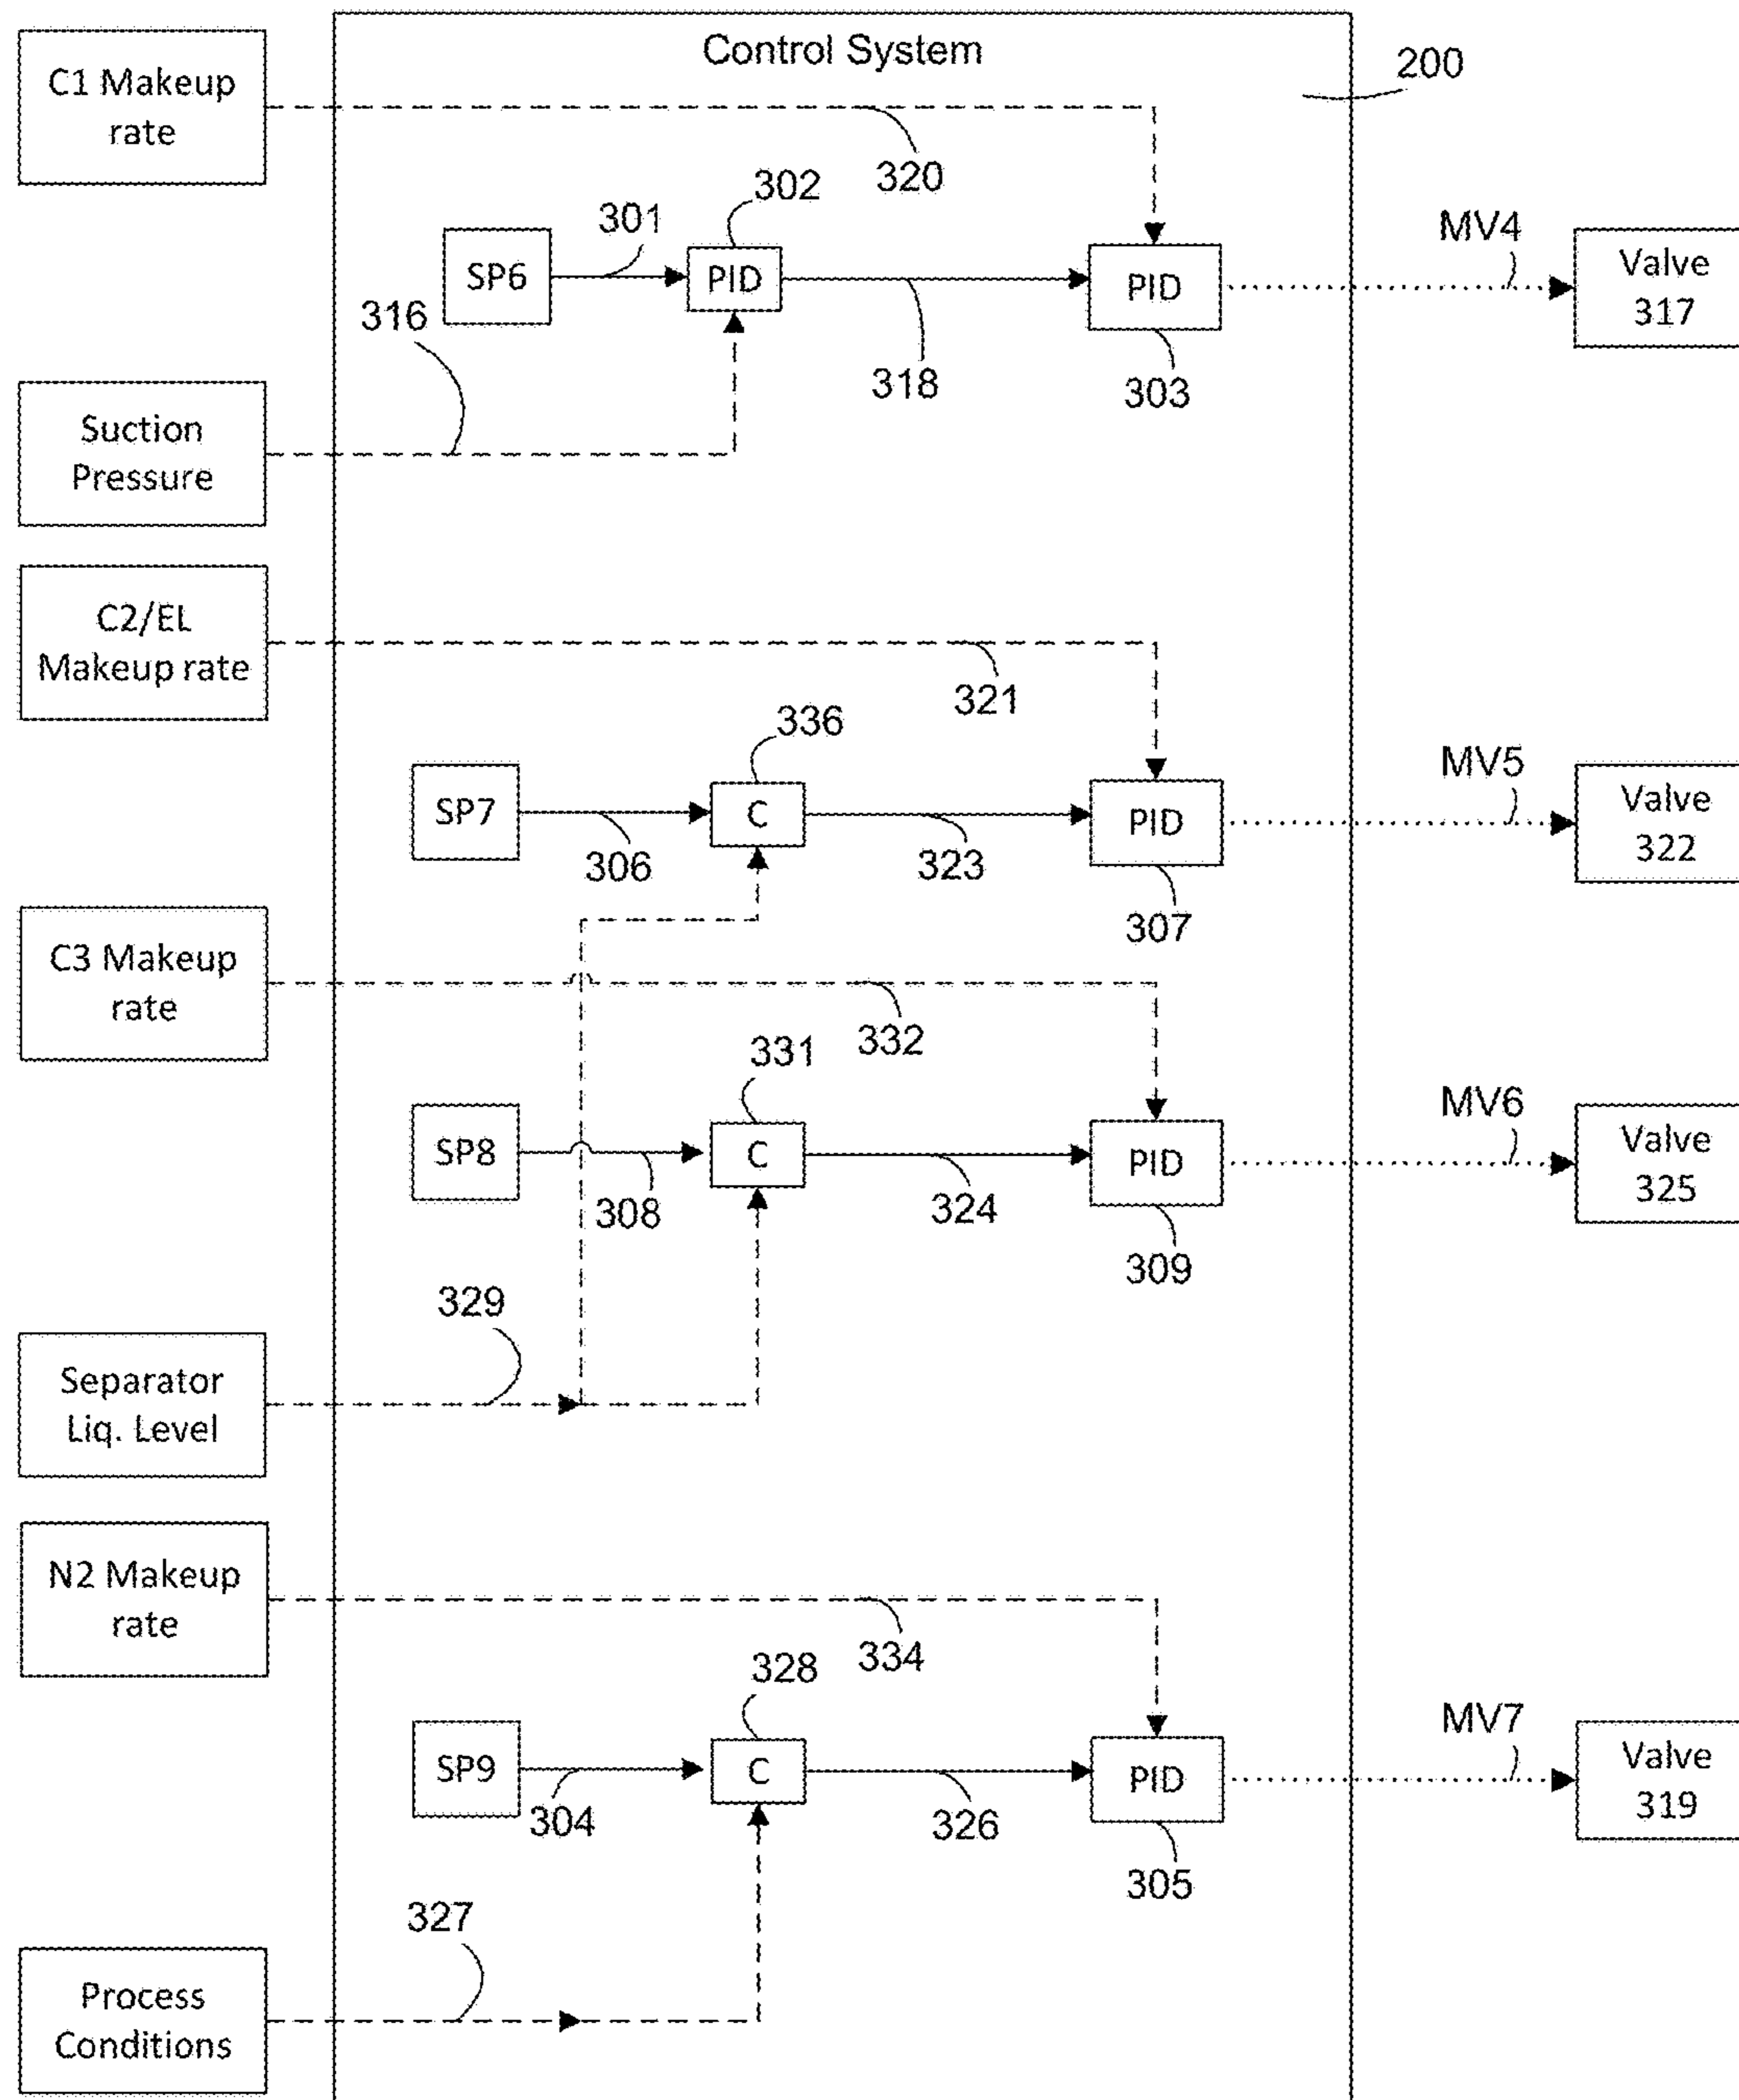 Control System
200
C1 Makeup
rate
320
302
301
SP6
PID
PID
MV4
Valve
317
316
318
303
Suction
Pressure
C2/EL
Makeup rate
321
336
SP7
C
PID
MV5
Valve
322
306
323
307
C3 Makeup
rate
332
331
SP8
C
PID
MV6
Valve
325
308
324
309
329
Separator
Liq. Level
N2 Makeup
rate
334
328
SP9
C
PID
MV7
Valve
319
304
326
305
327
Process
Conditions